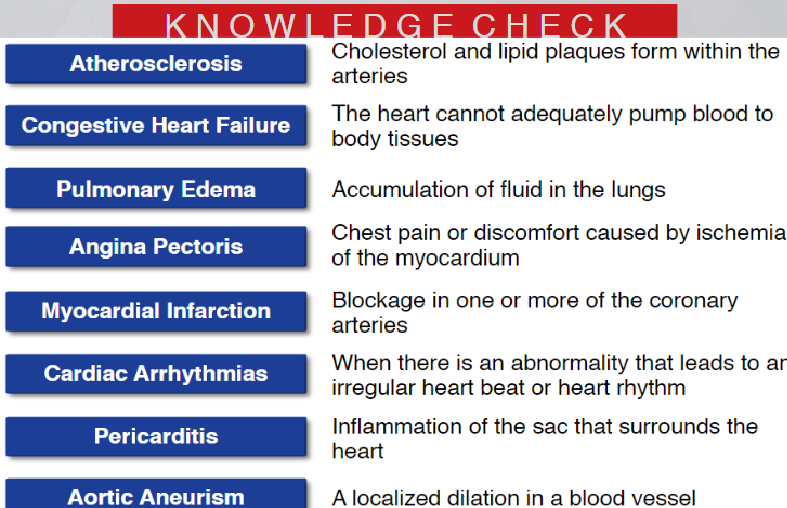 KNOWLEDGE CHECK
Atherosclerosis
Cholesterol and lipid plaques form within the
arteries
Congestive Heart Failure
The heart cannot adequately pump blood to
body tissues
Pulmonary Edema
Accumulation of fluid in the lungs
Angina Pectoris
Chest pain or discomfort caused by ischemia
of the myocardium
Myocardial Infarction
Blockage in one or more of the coronary
arteries
Cardiac Arrhythmias
When there is an abnormality that leads to an
irregular heart beat or heart rhythm
Pericarditis
Inflammation of the sac that surrounds the
heart
Aortic Aneurism
A localized dilation in a blood vessel